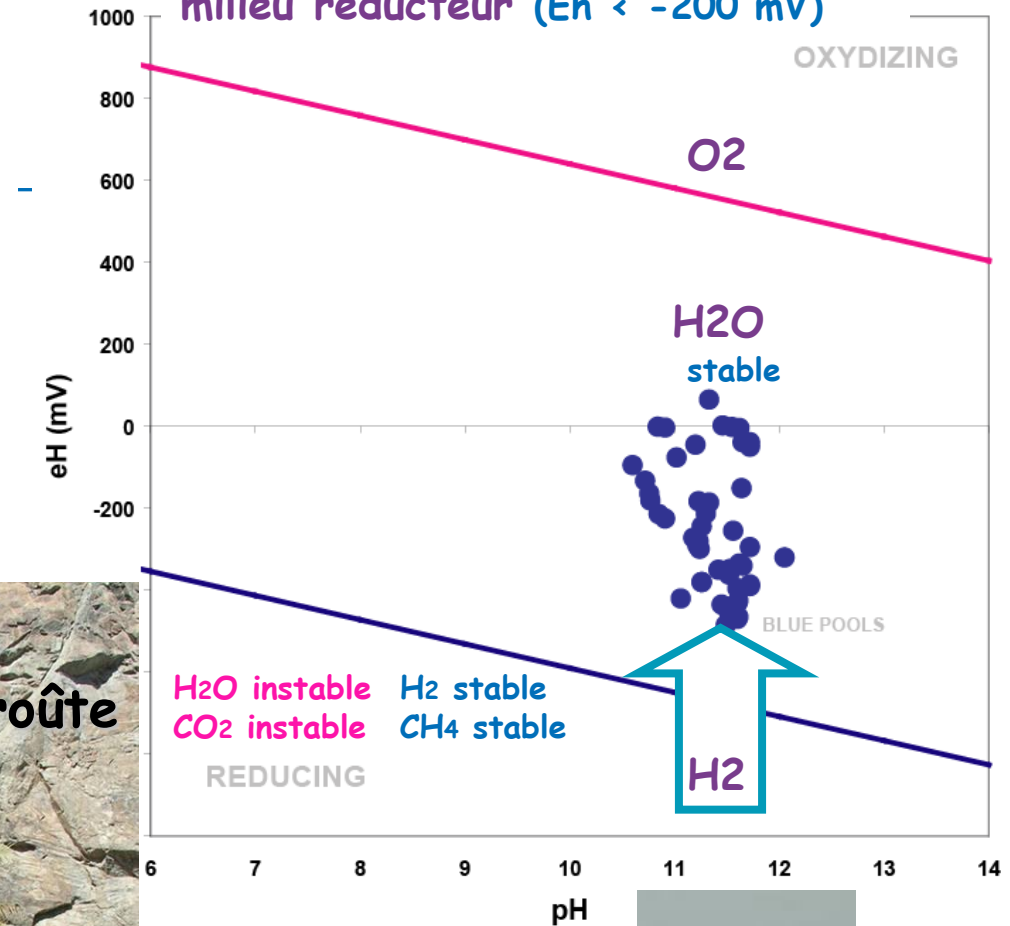 milieu réducteur (Eh < -200 mV)
1000
OXYDIZING
800
O2
600
400
H2O
200
stable
eH (mV)
0
-200
BLUE POOLS
H2O instable H2 stable
CO2 instable CH4 stable
REDUCING
H2
6 7 8 9 10 11 12 13 14
pH